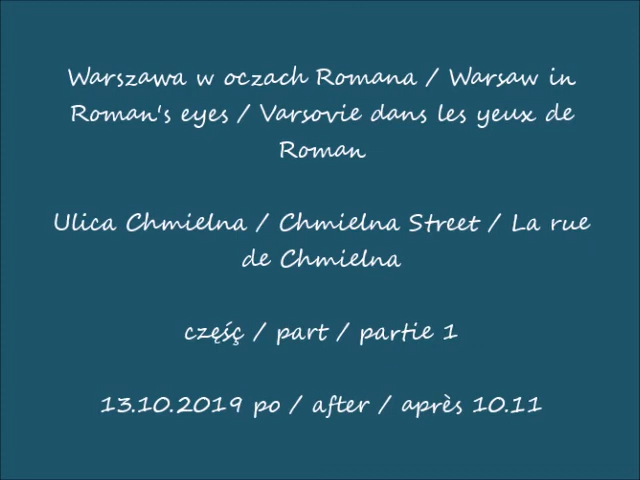 Warszawa w oczach Romana / Warsaw in
Roman's eyes / Varsovie dans les yeux de
Roman
Ulica Chmielna / Chmielna Street / La rue
de Chmielna
częśç / part / partie 1
13.10.2019 po / after / après 10.11